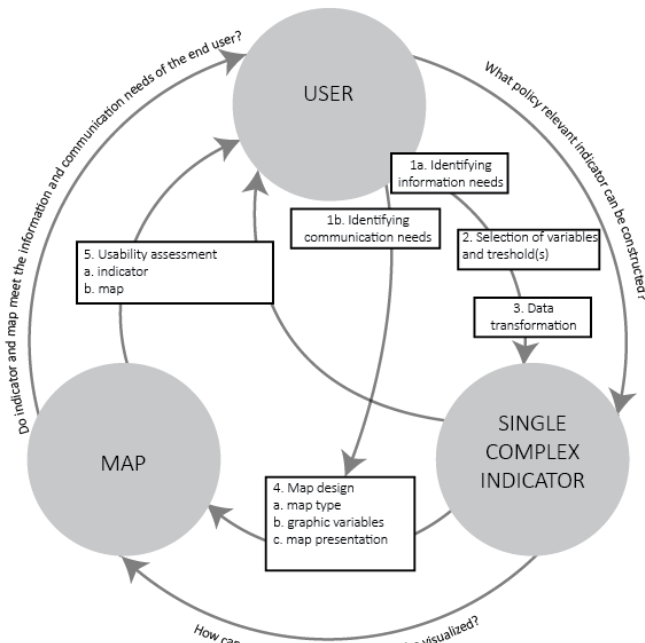 Do indicator and map meet the information and communication needs of the end user?
USER
What policy relevant indicator can be constructed?
1a. Identifying
information needs
1b. Identifying
communication needs
2. Selection of variables
and treshold(s)
3. Data
transformation
5. Usability assessment
a. indicator
b. map
MAP
SINGLE
COMPLEX
INDICATOR
4. Map design
a. map type
b. graphic variables
c. map presentation
How visualized?